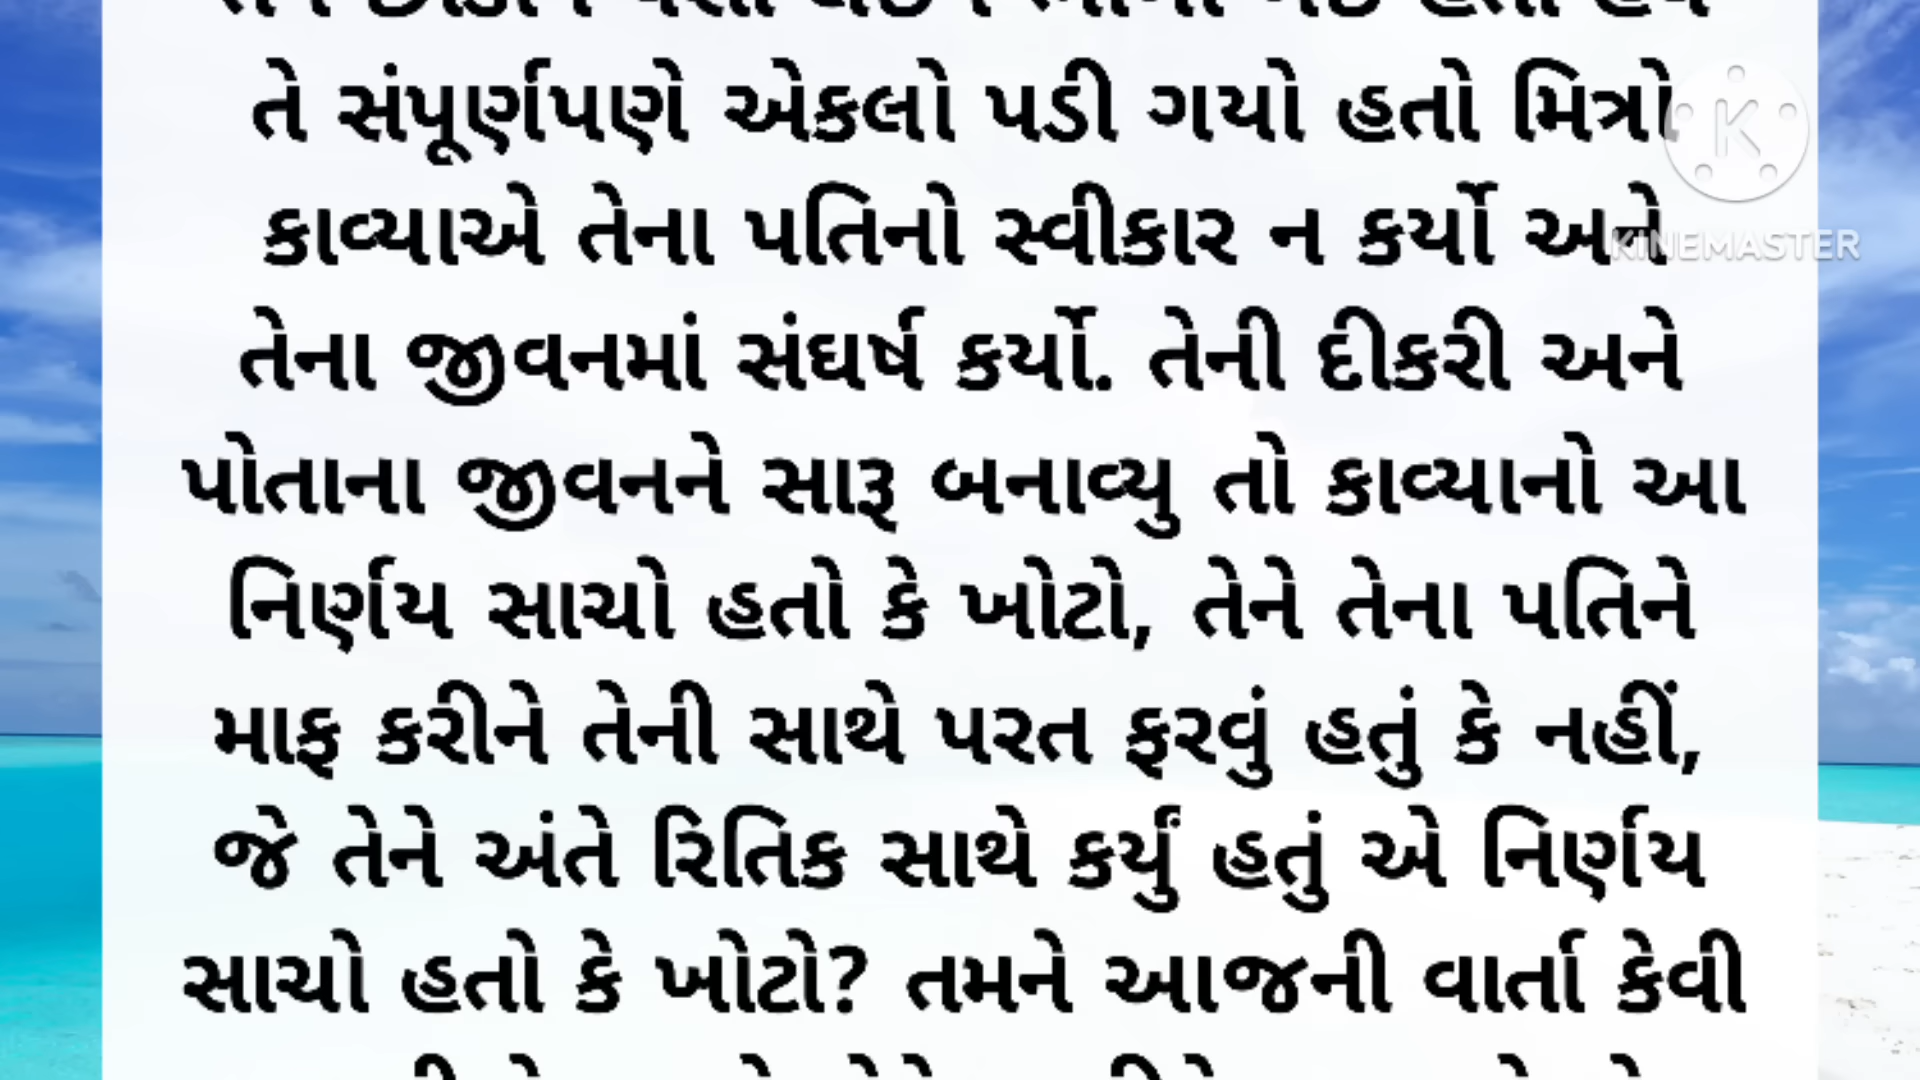 તે સંપૂર્ણપણે એકલો પડી ગયો હતો મિત્રો
કાવ્યાએ તેના પતિનો સ્વીકાર ન કર્યો અને
તેના જીવનમાં સંઘર્ષ કર્યો. તેની દીકરી અને
પોતાના જીવનને સારૂ બનાવ્યુ તો કાવ્યાનો આ
નિર્ણય સાચો હતો કે ખોટો, તેને તેના પતિને
માફ કરીને તેની સાથે પરત ફરવું હતું કે નહીં,
જે તેને અંતે રિતિક સાથે કર્યું હતું એ નિર્ણય
સાચો હતો કે ખોટો? તમને આજની વાર્તા કેવી
K
KINEMASTER